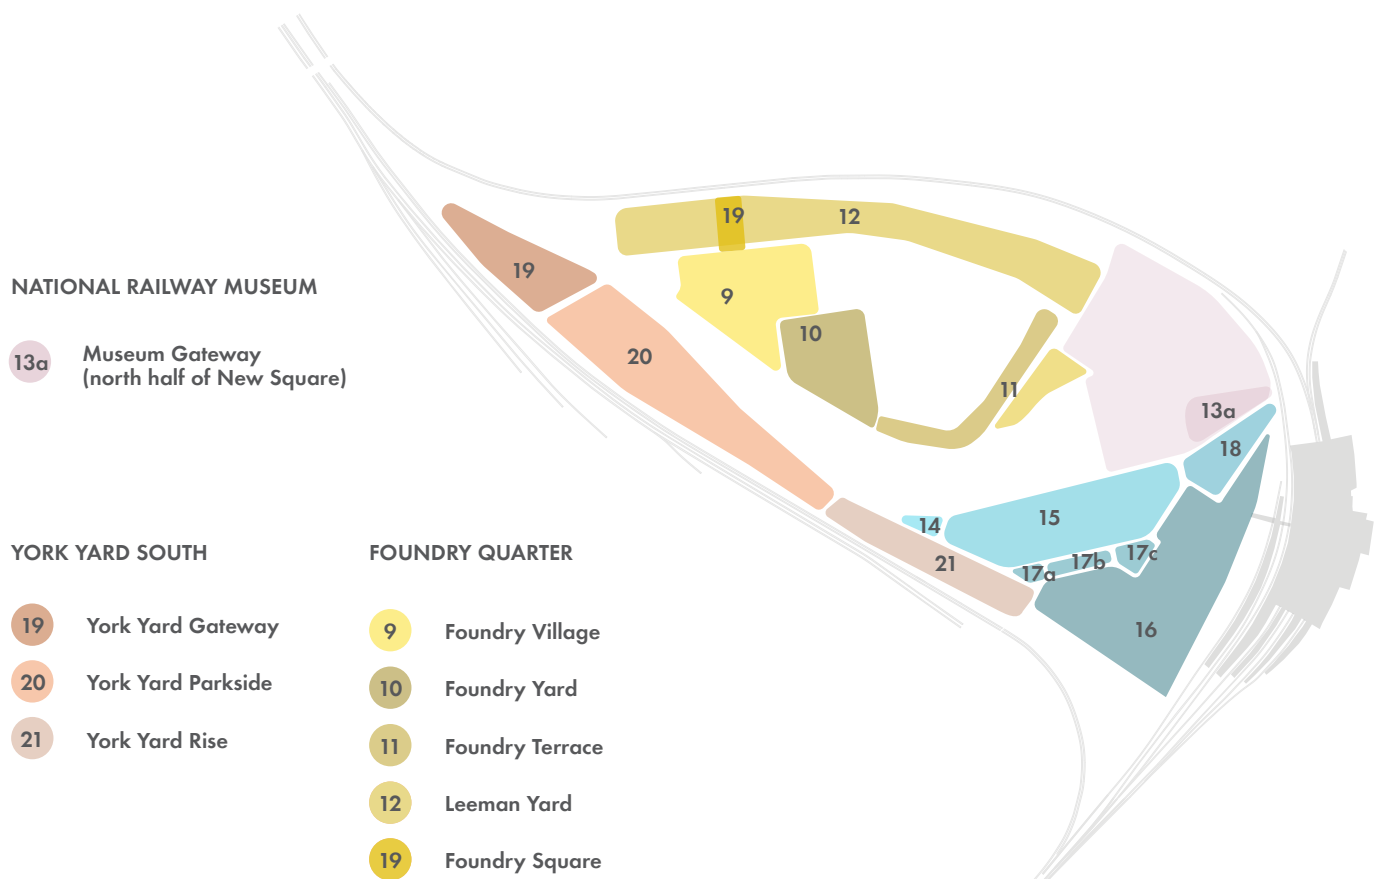 19
12
19
9
10
20
11
13a
18
15
14
17c
17b
17a
21
16
NATIONAL RAILWAY MUSEUM
13a Museum Gateway
(north half of New Square)
YORK YARD SOUTH
19 York Yard Gateway
20 York Yard Parkside
21 York Yard Rise
FOUNDRY QUARTER
9 Foundry Village
10 Foundry Yard
11 Foundry Terrace
12 Leeman Yard
19 Foundry Square